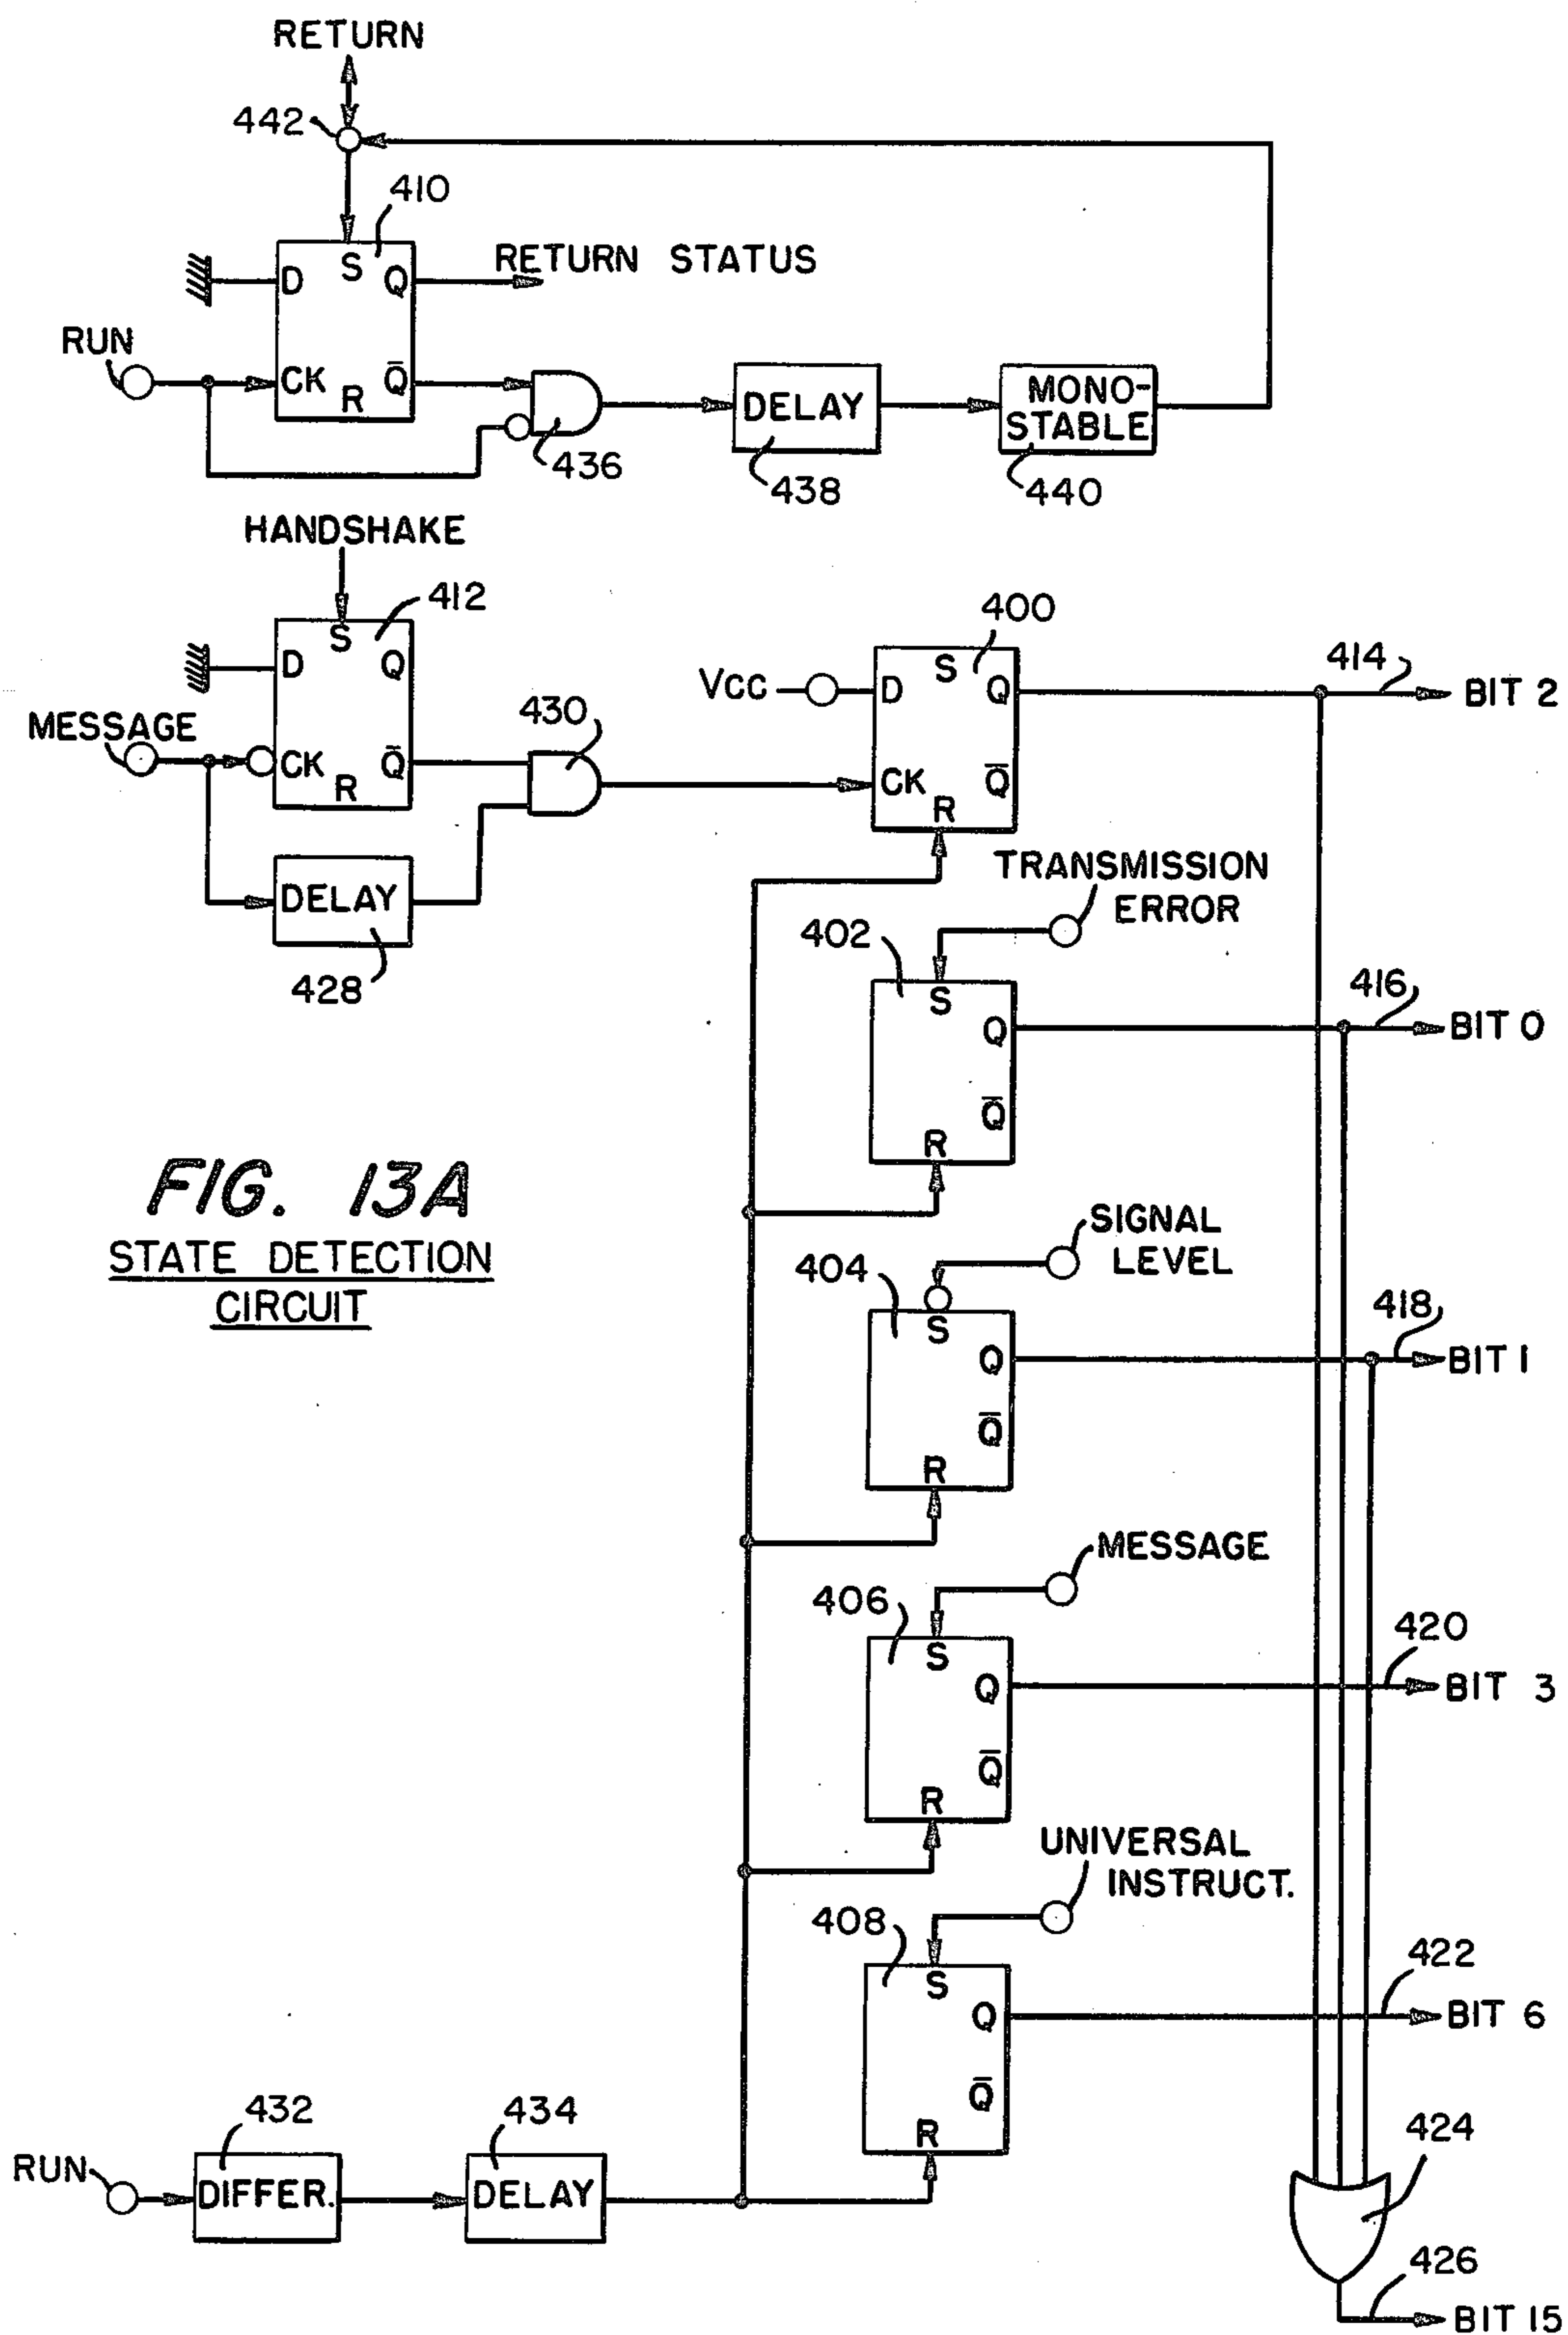 RETURN
442
410
D S Q
RETURN STATUS
RUN
CK R Q̅
436
DELAY
438
MONO-
STABLE
440
HANDSHAKE
412
D S Q
MESSAGE
CK R Q̅
430
DELAY
428
400
VCC
D S Q
CK R Q̅
414
BIT 2
TRANSMISSION
ERROR
402
S
Q
Q̅
R
416
BIT 0
FIG. 13A
STATE DETECTION
CIRCUIT
SIGNAL
LEVEL
404
S
Q
Q̅
R
418
BIT 1
MESSAGE
406
S
Q
Q̅
R
420
BIT 3
UNIVERSAL
INSTRUCT.
408
S
Q
Q̅
R
422
BIT 6
RUN
432
DIFFER.
434
DELAY
424
426
BIT 15